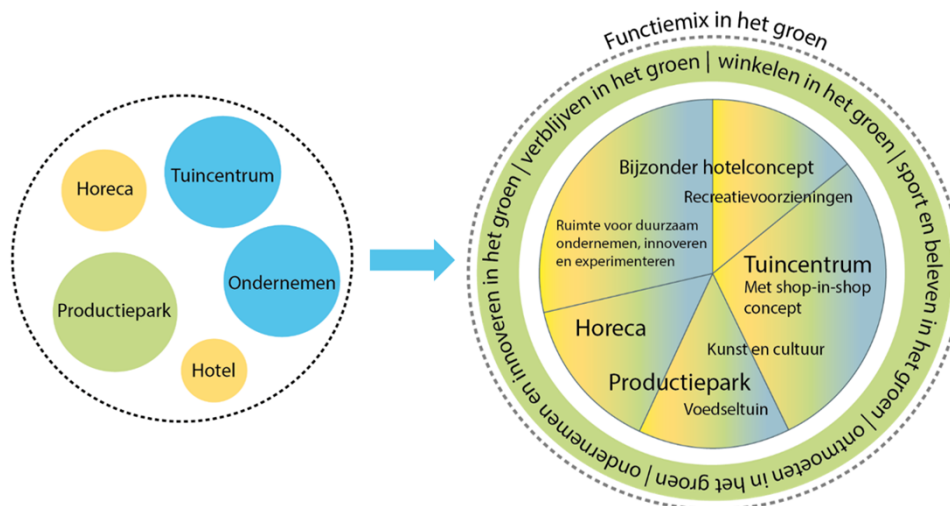 Horeca
Tuincentrum
Ondernemen
Productiepark
Hotel
Functiemix in het groen
ondernemen en innoveren in het groen | verblijven in het groen | winkelen in het groen | sport en beleven in het groen | ontmoeten in het groen |
Bijzonder hotelconcept
Recreatievoorzieningen
Ruimte voor duurzaam
ondernemen, innoveren
en experimenteren
Tuincentrum
Met shop-in-shop
concept
Horeca
Kunst en cultuur
Productiepark
Voedseltuin